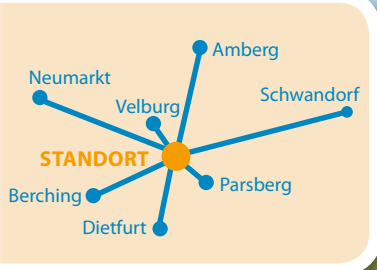 Amberg
Neumarkt
Schwandorf
Velburg
STANDORT
Parsberg
Berching
Dietfurt